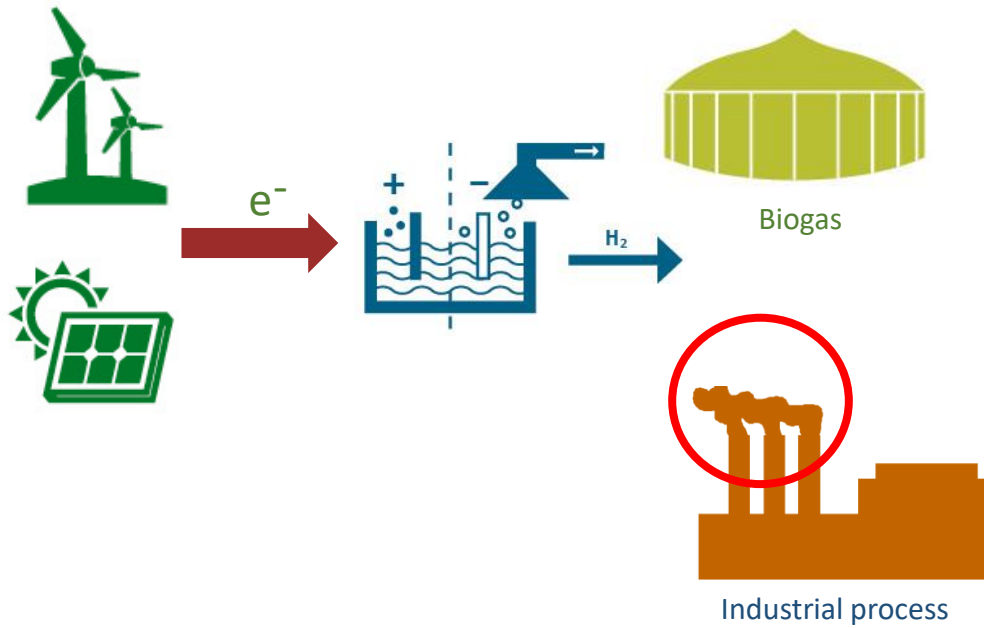 e⁻
+ −
H₂
Biogas
Industrial process